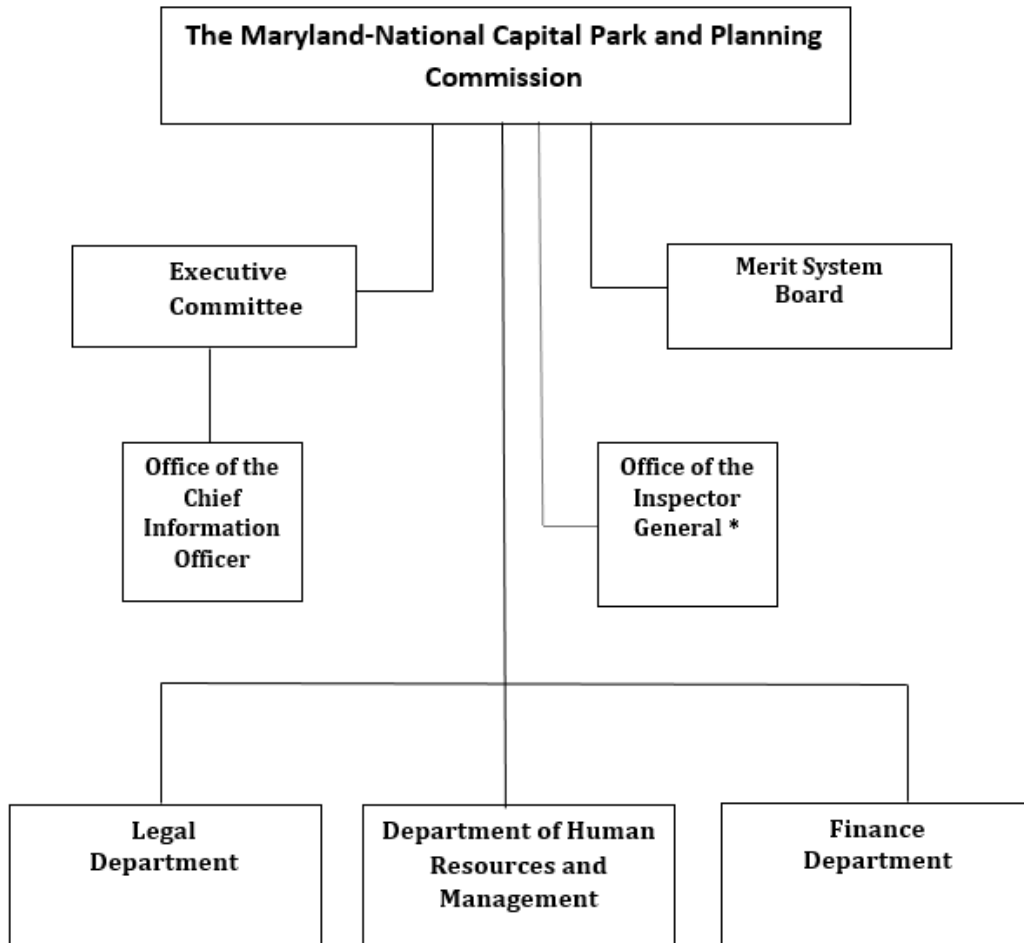 The Maryland-National Capital Park and Planning
Commission
Executive
Committee
Merit System
Board
Office of the
Chief
Information
Officer
Office of the
Inspector
General *
Legal
Department
Department of Human
Resources and
Management
Finance
Department